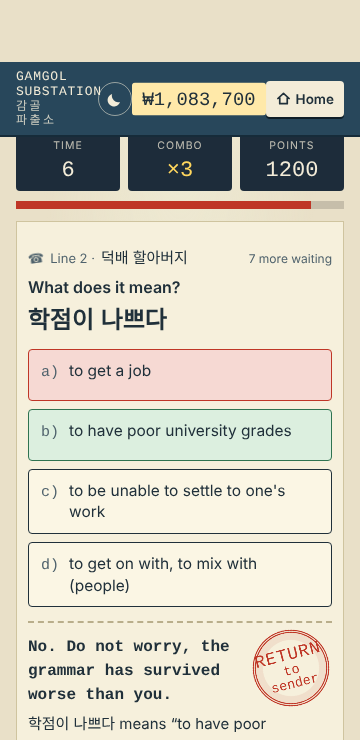 GAMGOL
SUBSTATION
감골
파출소
₩1,083,700
Home
TIME
6
COMBO
×3
POINTS
1200
Line 2 · 덕배 할아버지
7 more waiting
What does it mean?
학점이 나쁘다
a) to get a job
b) to have poor university grades
c) to be unable to settle to one's
work
d) to get on with, to mix with
(people)
No. Do not worry, the
grammar has survived
worse than you.
RETURN
to
sender
학점이 나쁘다 means “to have poor